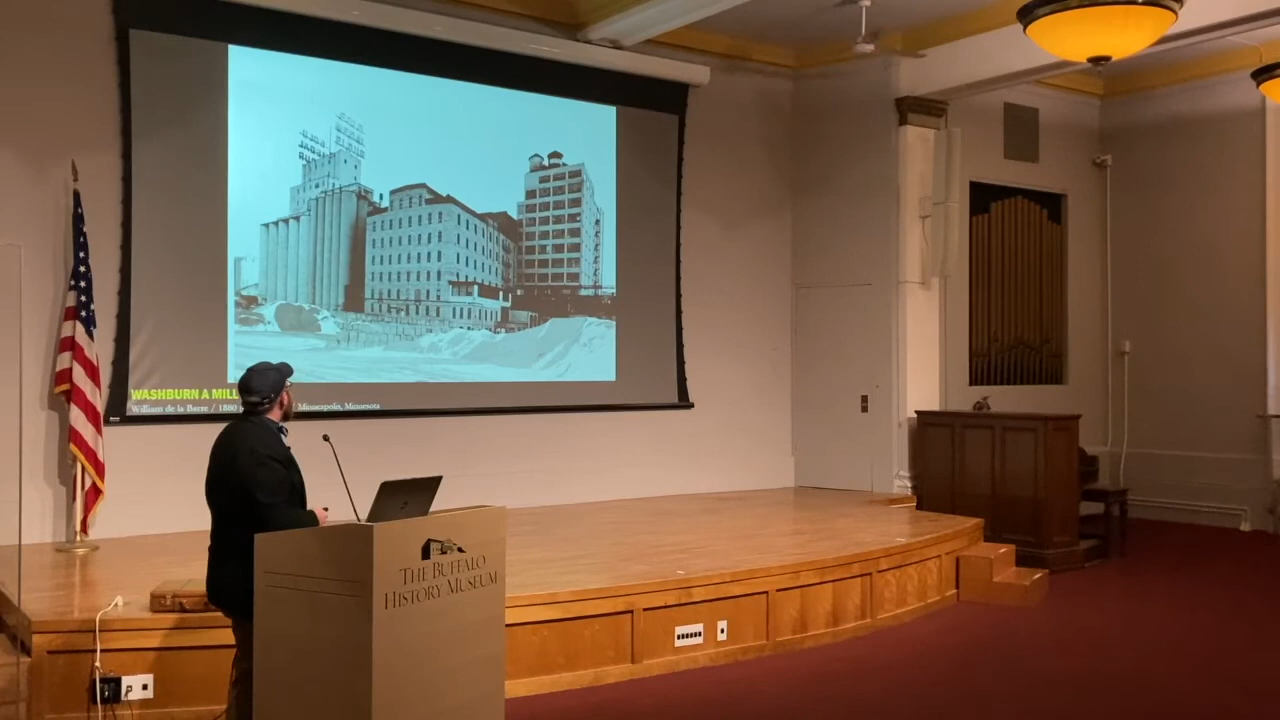 WASHBURN A MILL
William de la Barre / 1880
Minneapolis, Minnesota
THE BUFFALO
HISTORY MUSEUM